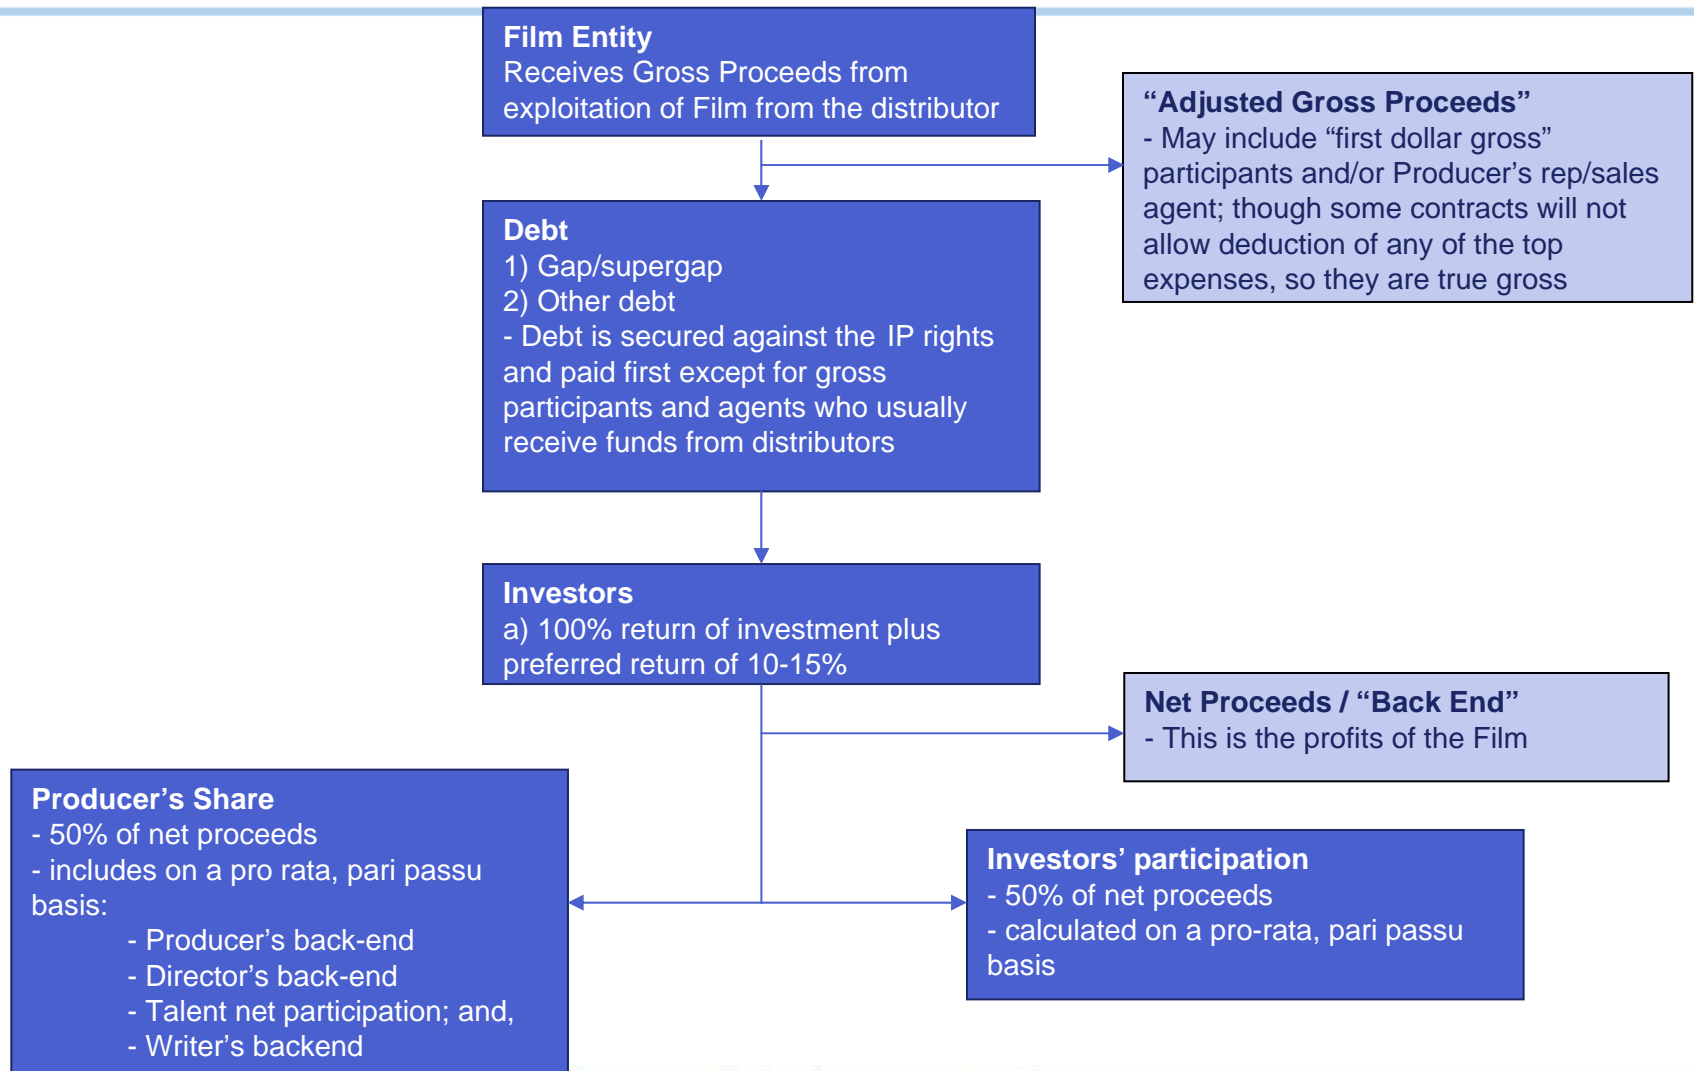 Film Entity
Receives Gross Proceeds from
exploitation of Film from the distributor
“Adjusted Gross Proceeds”
- May include “first dollar gross”
participants and/or Producer’s rep/sales
agent; though some contracts will not
allow deduction of any of the top
expenses, so they are true gross
Debt
1) Gap/supergap
2) Other debt
- Debt is secured against the IP rights
and paid first except for gross
participants and agents who usually
receive funds from distributors
Investors
a) 100% return of investment plus
preferred return of 10-15%
Net Proceeds / “Back End”
- This is the profits of the Film
Producer’s Share
- 50% of net proceeds
- includes on a pro rata, pari passu
basis:
- Producer’s back-end
- Director’s back-end
- Talent net participation; and,
- Writer’s backend
Investors’ participation
- 50% of net proceeds
- calculated on a pro-rata, pari passu
basis